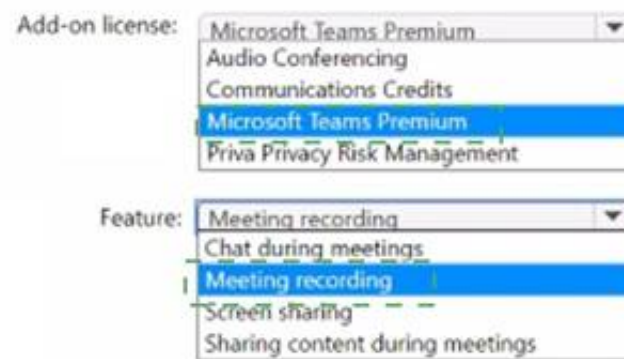 Add-on license: Microsoft Teams Premium
Audio Conferencing
Communications Credits
Microsoft Teams Premium
Priva Privacy Risk Management
Feature: Meeting recording
Chat during meetings
Meeting recording
Screen sharing
Sharing content during meetings